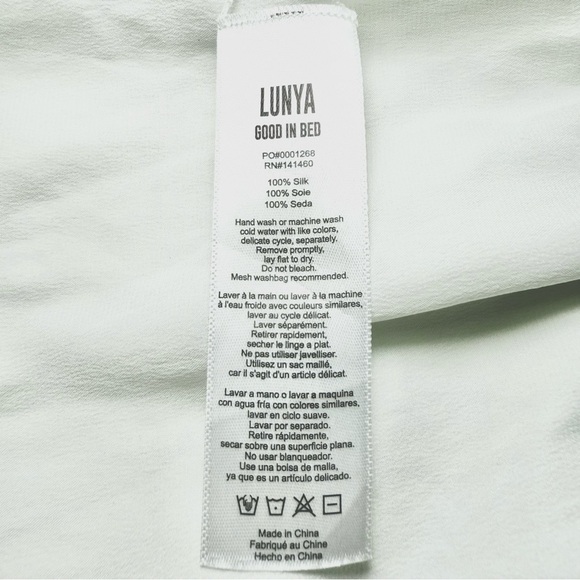 LUNYA
GOOD IN BED
PO#0001268
RN#141460
100% Silk
100% Soie
100% Seda
Hand wash or machine wash
cold water with like colors,
delicate cycle, separately.
Remove promptly,
lay flat to dry.
Do not bleach.
Mesh washbag recommended.
Laver à la main ou laver à la machine
à l'eau froide avec couleurs similaires,
laver au cycle délicat.
Laver séparément.
Retirer rapidement,
secher le linge a plat.
Ne pas utiliser javelliser.
Utilisez un sac maillé,
car il s'agit d'un article délicat.
Lavar a mano o lavar a maquina
con agua fría con colores similares,
lavar en ciclo suave.
Lavar por separado.
Retire rápidamente,
secar sobre una superficie plana.
No usar blanqueador.
Use una bolsa de malla,
ya que es un artículo delicado.
Made in China
Fabriqué au Chine
Hecho en China